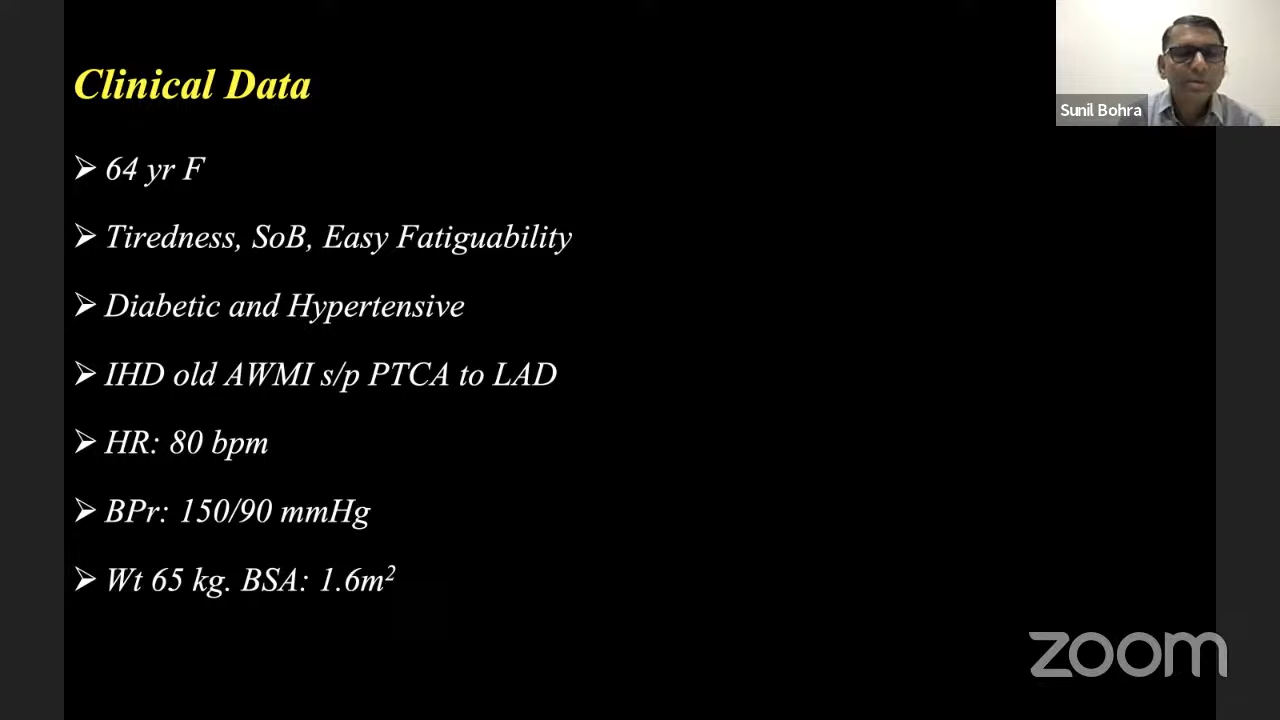 Clinical Data
Sunil Bohra
➢ 64 yr F
➢ Tiredness, SoB, Easy Fatiguability
➢ Diabetic and Hypertensive
➢ IHD old AWMI s/p PTCA to LAD
➢ HR: 80 bpm
➢ BPr: 150/90 mmHg
➢ Wt 65 kg. BSA: 1.6m²
zoom